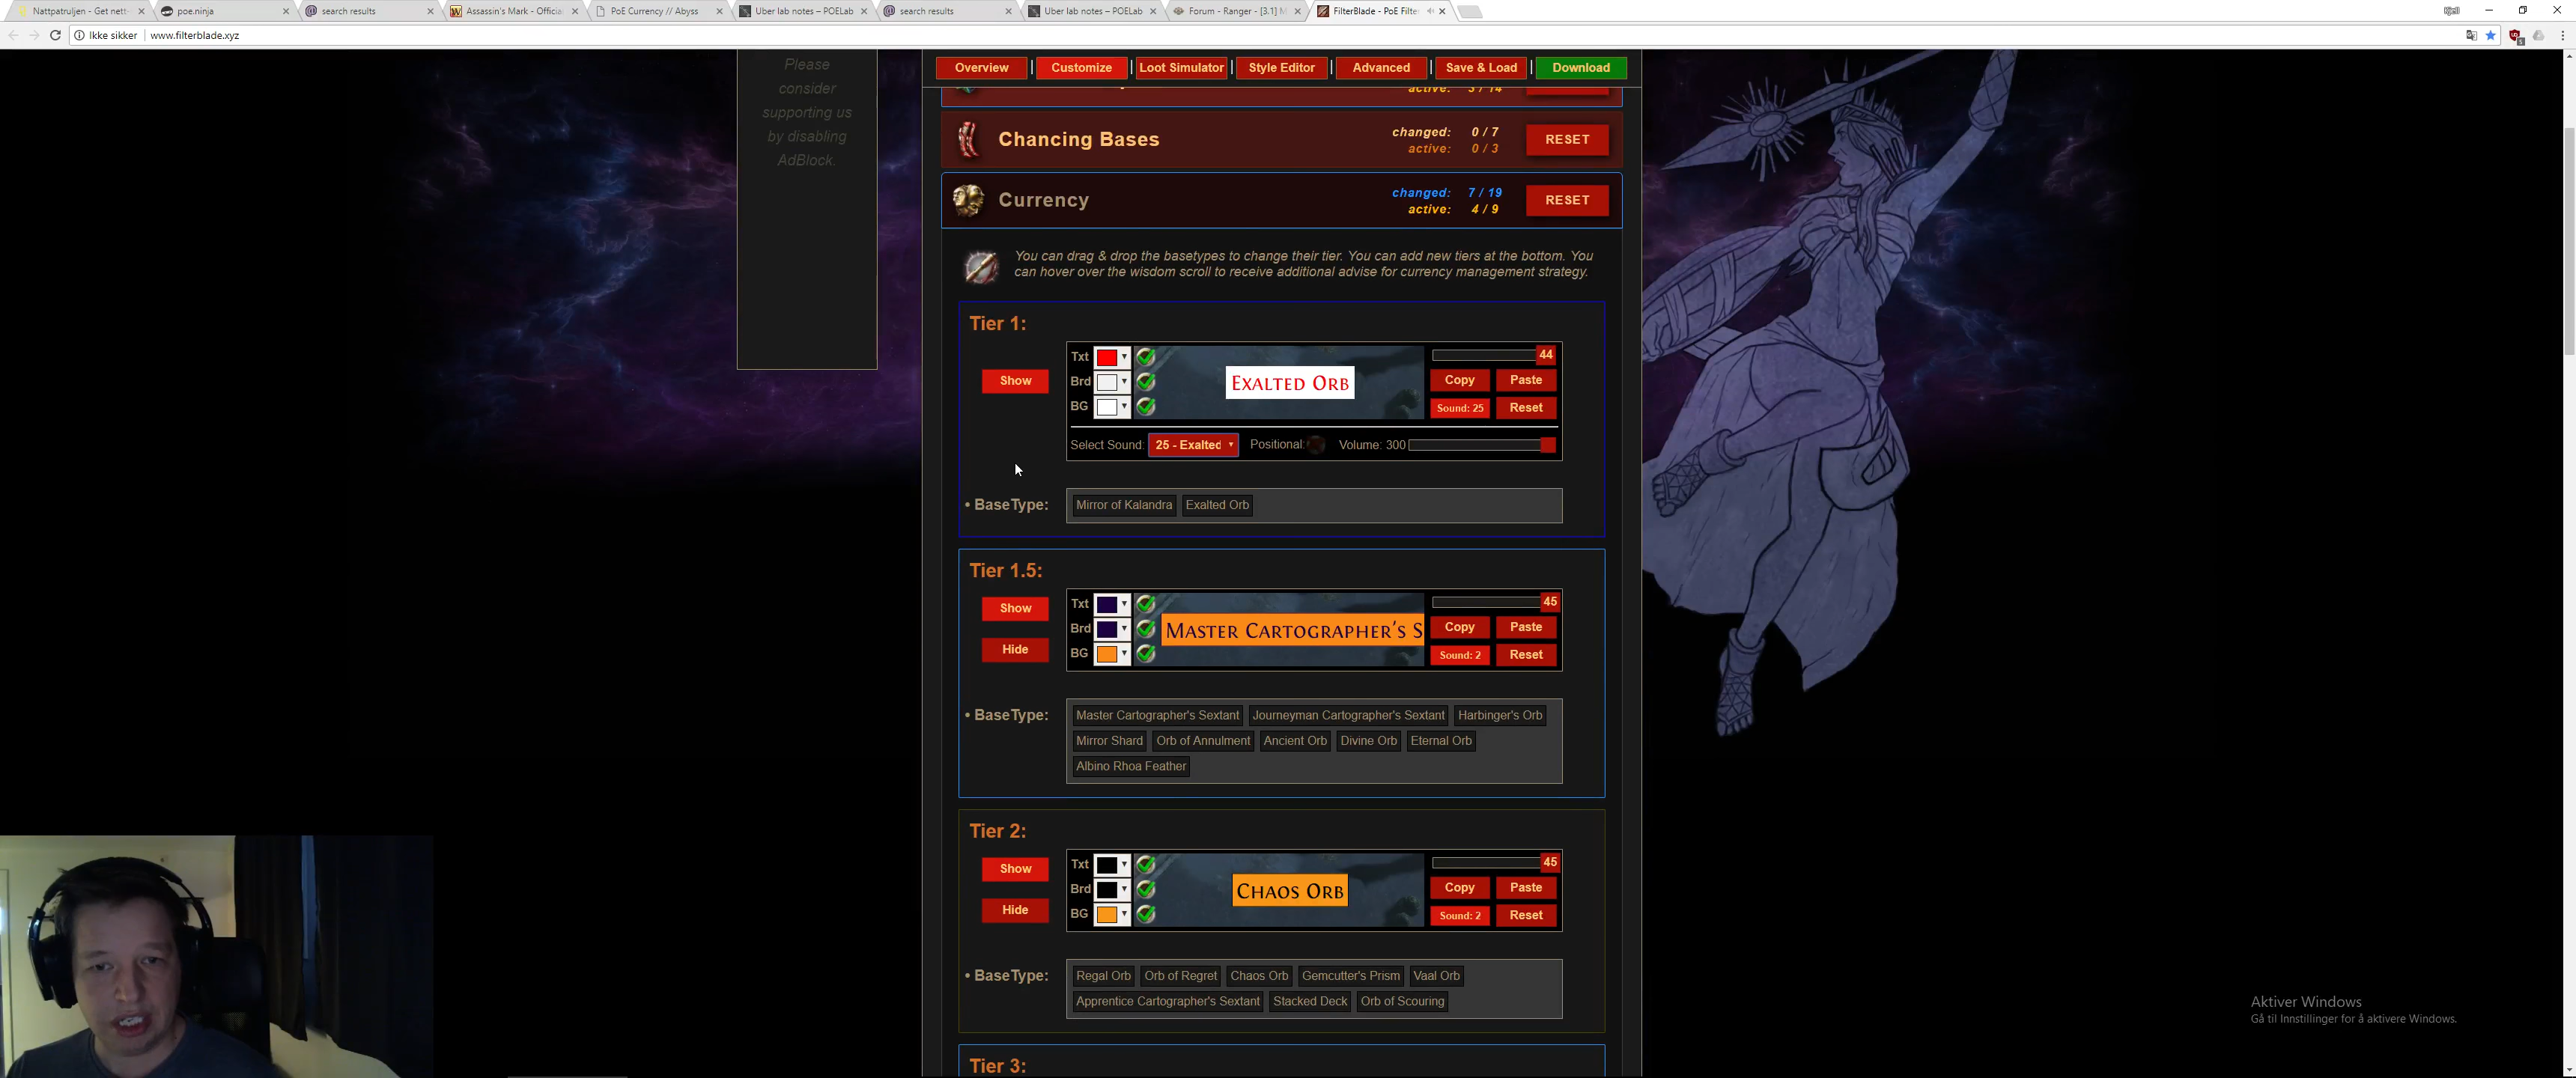 Nattpatruljen - Get nett
poe.ninja
search results
Assassin's Mark - Officia
PoE Currency // Abyss
Uber lab notes – POELab
search results
Uber lab notes – POELab
Forum - Ranger - [3.1] M
FilterBlade - PoE Filte
Ikke sikker www.filterblade.xyz
Please
consider
supporting us
by disabling
AdBlock.
Overview | Customize | Loot Simulator | Style Editor | Advanced | Save & Load | Download
active: 3 / 14
Chancing Bases
changed: 0 / 7
active: 0 / 3
RESET
Currency
changed: 7 / 19
active: 4 / 9
RESET
You can drag & drop the basetypes to change their tier. You can add new tiers at the bottom. You
can hover over the wisdom scroll to receive additional advise for currency management strategy.
Tier 1:
Show
Txt
Brd
BG
Exalted Orb
44
Copy Paste
Sound: 25 Reset
Select Sound: 25 - Exalted Positional: Volume: 300
• BaseType: Mirror of Kalandra Exalted Orb
Tier 1.5:
Show
Hide
Txt
Brd
BG
Master Cartographer's S
45
Copy Paste
Sound: 2 Reset
• BaseType: Master Cartographer's Sextant Journeyman Cartographer's Sextant Harbinger's Orb
Mirror Shard Orb of Annulment Ancient Orb Divine Orb Eternal Orb
Albino Rhoa Feather
Tier 2:
Show
Hide
Txt
Brd
BG
Chaos Orb
45
Copy Paste
Sound: 2 Reset
• BaseType: Regal Orb Orb of Regret Chaos Orb Gemcutter's Prism Vaal Orb
Apprentice Cartographer's Sextant Stacked Deck Orb of Scouring
Tier 3:
Aktiver Windows
Gå til Innstillinger for å aktivere Windows.